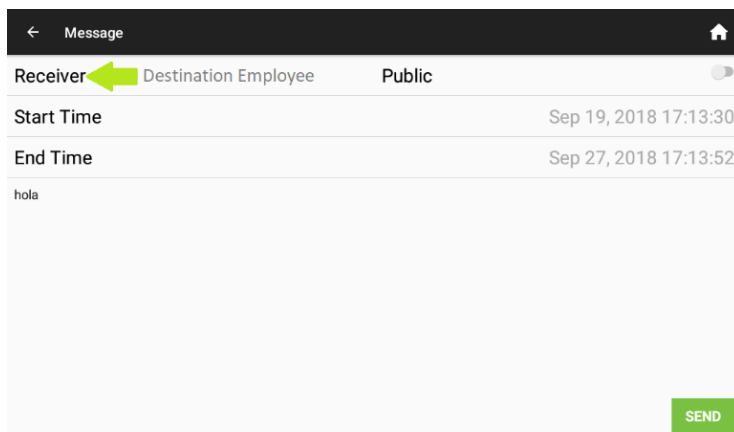 Message
Receiver Destination Employee Public
Start Time Sep 19, 2018 17:13:30
End Time Sep 27, 2018 17:13:52
hola
SEND